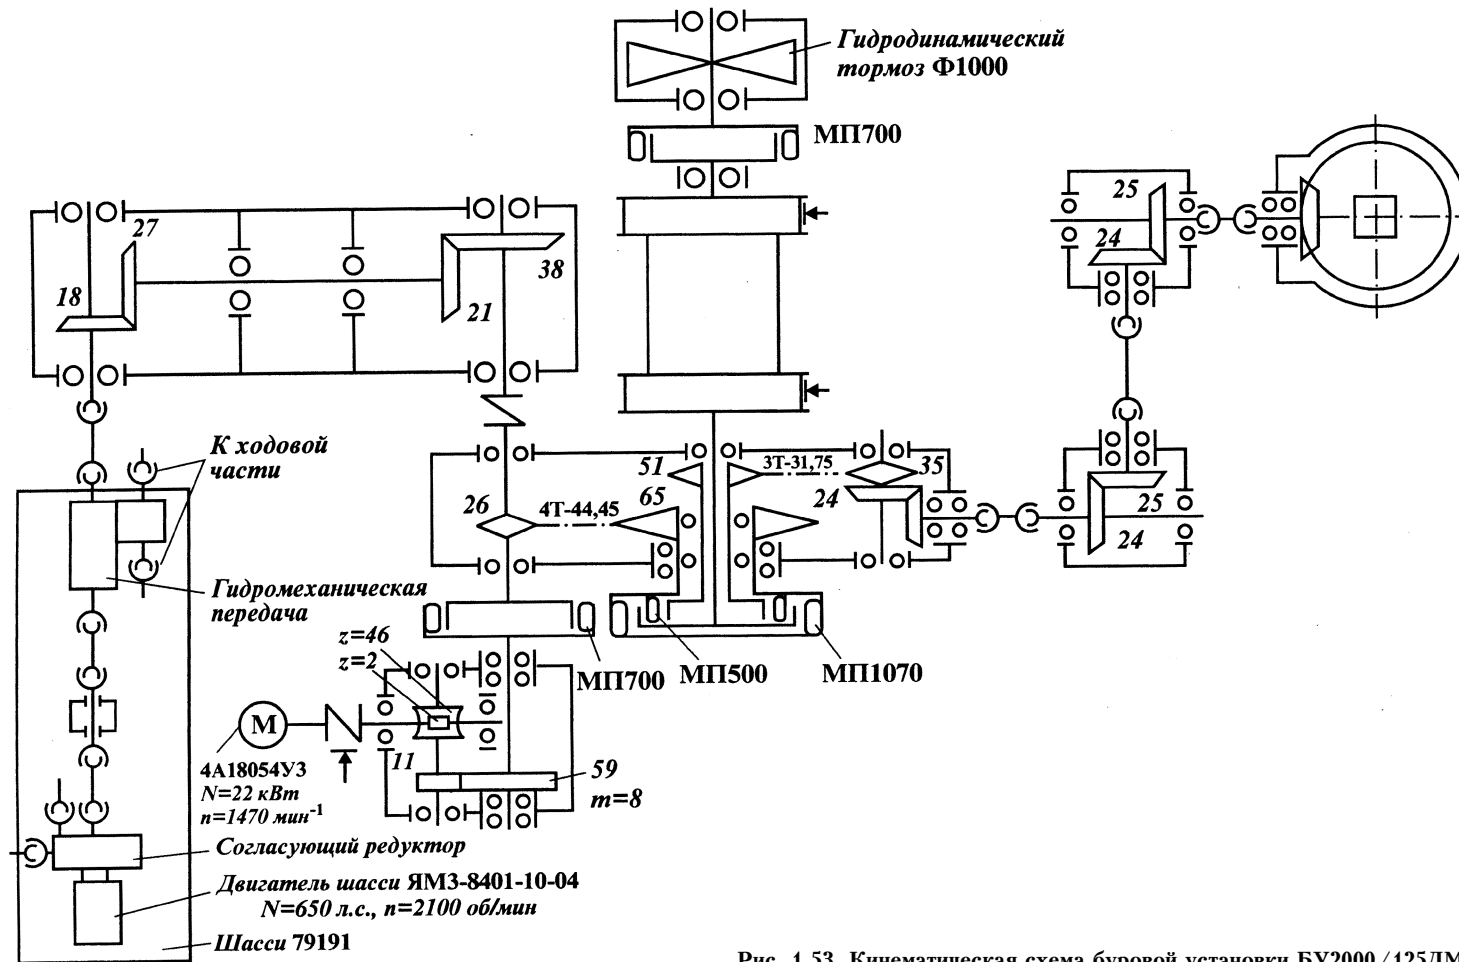 Гидродинамический
тормоз Ф1000
МП700
25
24
27
18
38
21
К ходовой
части
51
3Т-31,75
35
26
4Т-44,45
65
24
25
24
Гидромеханическая
передача
z=46
z=2
МП700
МП500
МП1070
М
11
4А18054У3
N=22 кВт
n=1470 мин⁻¹
59
m=8
Согласующий редуктор
Двигатель шасси ЯМЗ-8401-10-04
N=650 л.с., n=2100 об/мин
Шасси 79191
Рис. 1.53. Кинематическая схема буровой установки БУ2000/125ДМ